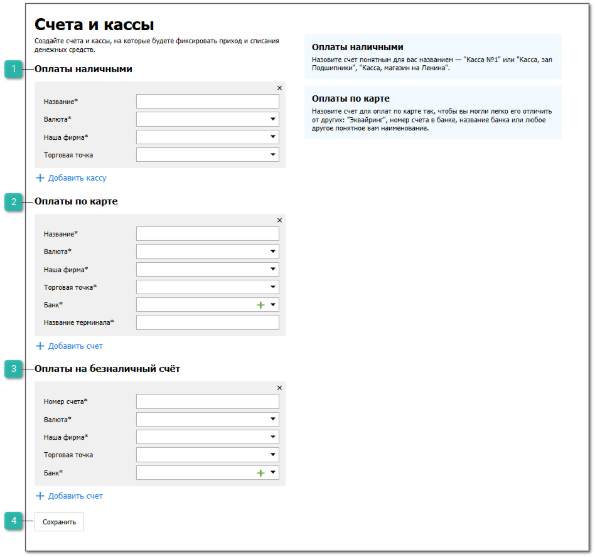 Счета и кассы
Создайте счета и кассы, на которые будете фиксировать приход и списания
денежных средств.
1
Оплаты наличными
Название*
Валюта*
Наша фирма*
Торговая точка
Добавить кассу
2
Оплаты по карте
Название*
Валюта*
Наша фирма*
Торговая точка*
Банк*
Название терминала*
Добавить счет
3
Оплаты на безналичный счёт
Номер счета*
Валюта*
Наша фирма*
Торговая точка
Банк*
Добавить счет
4
Сохранить
Оплаты наличными
Назовите счет понятным для вас названием — "Касса №1" или "Касса, зал
Подшипники", "Касса, магазин на Ленина".
Оплаты по карте
Назовите счет для оплат по карте так, чтобы вы могли легко его отличить
от других: "Эквайринг", номер счета в банке, название банка или любое
другое понятное вам наименование.